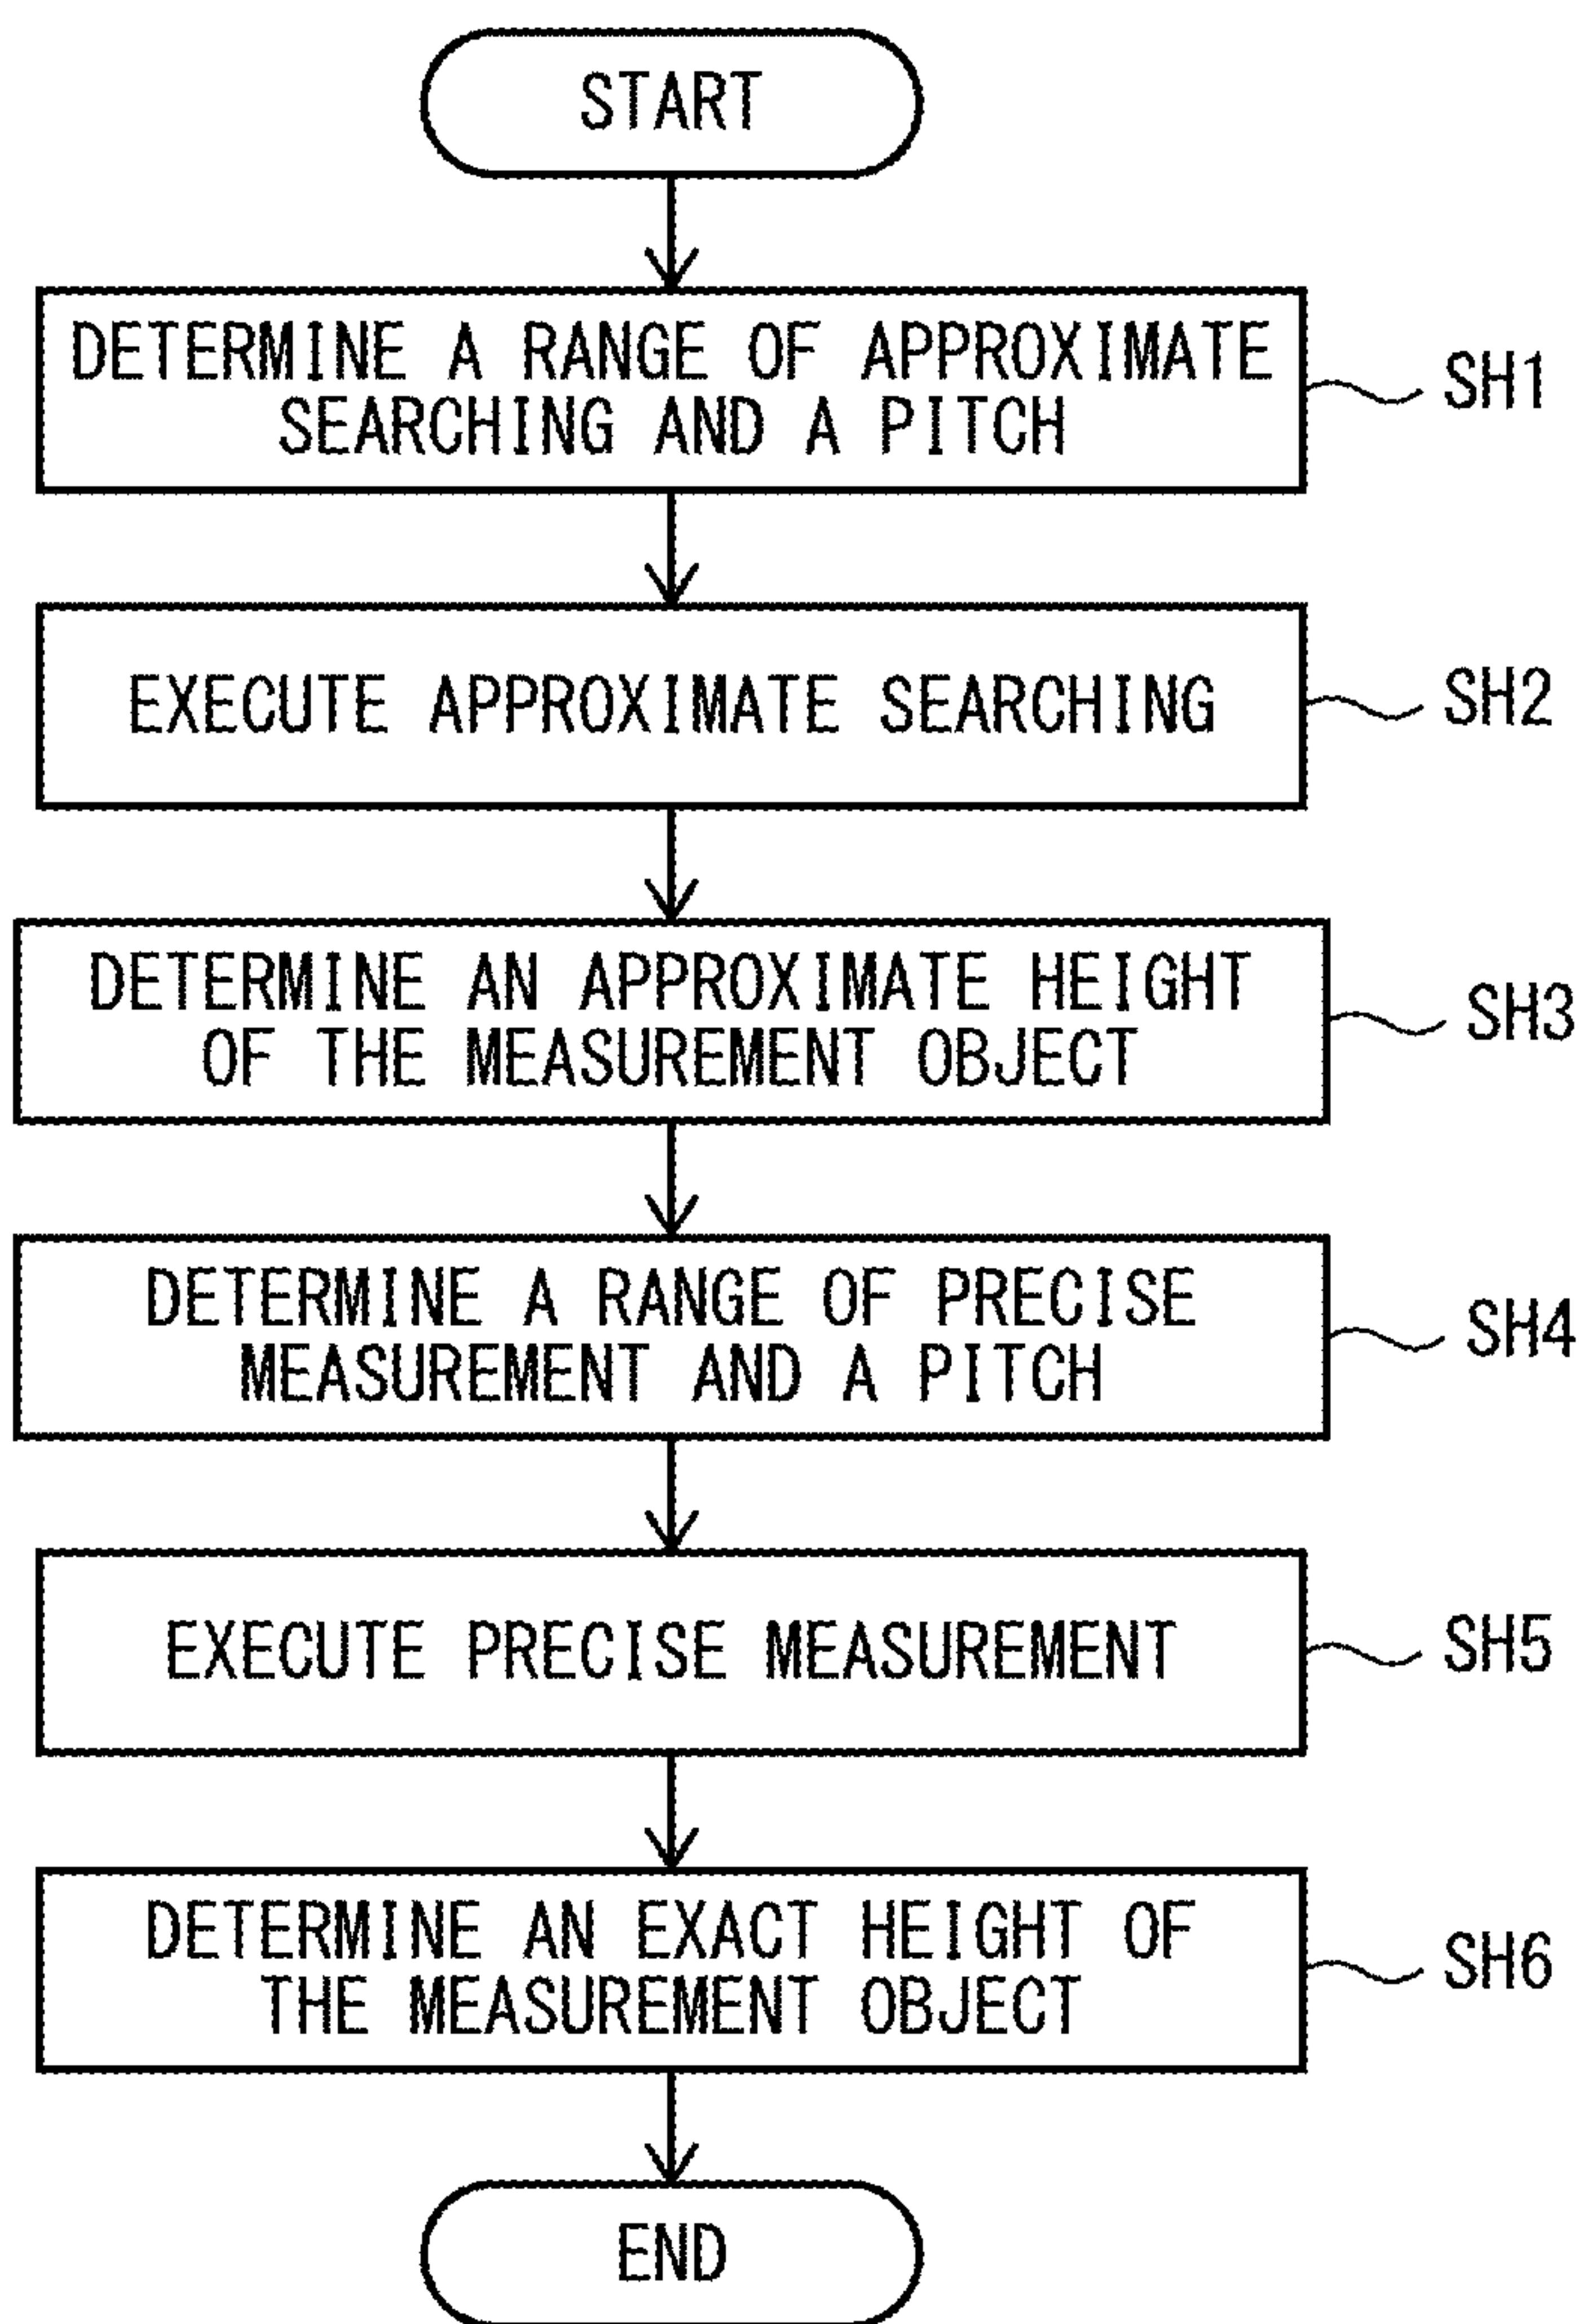 START
DETERMINE A RANGE OF APPROXIMATE
SEARCHING AND A PITCH
SH1
EXECUTE APPROXIMATE SEARCHING
SH2
DETERMINE AN APPROXIMATE HEIGHT
OF THE MEASUREMENT OBJECT
SH3
DETERMINE A RANGE OF PRECISE
MEASUREMENT AND A PITCH
SH4
EXECUTE PRECISE MEASUREMENT
SH5
DETERMINE AN EXACT HEIGHT OF
THE MEASUREMENT OBJECT
SH6
END